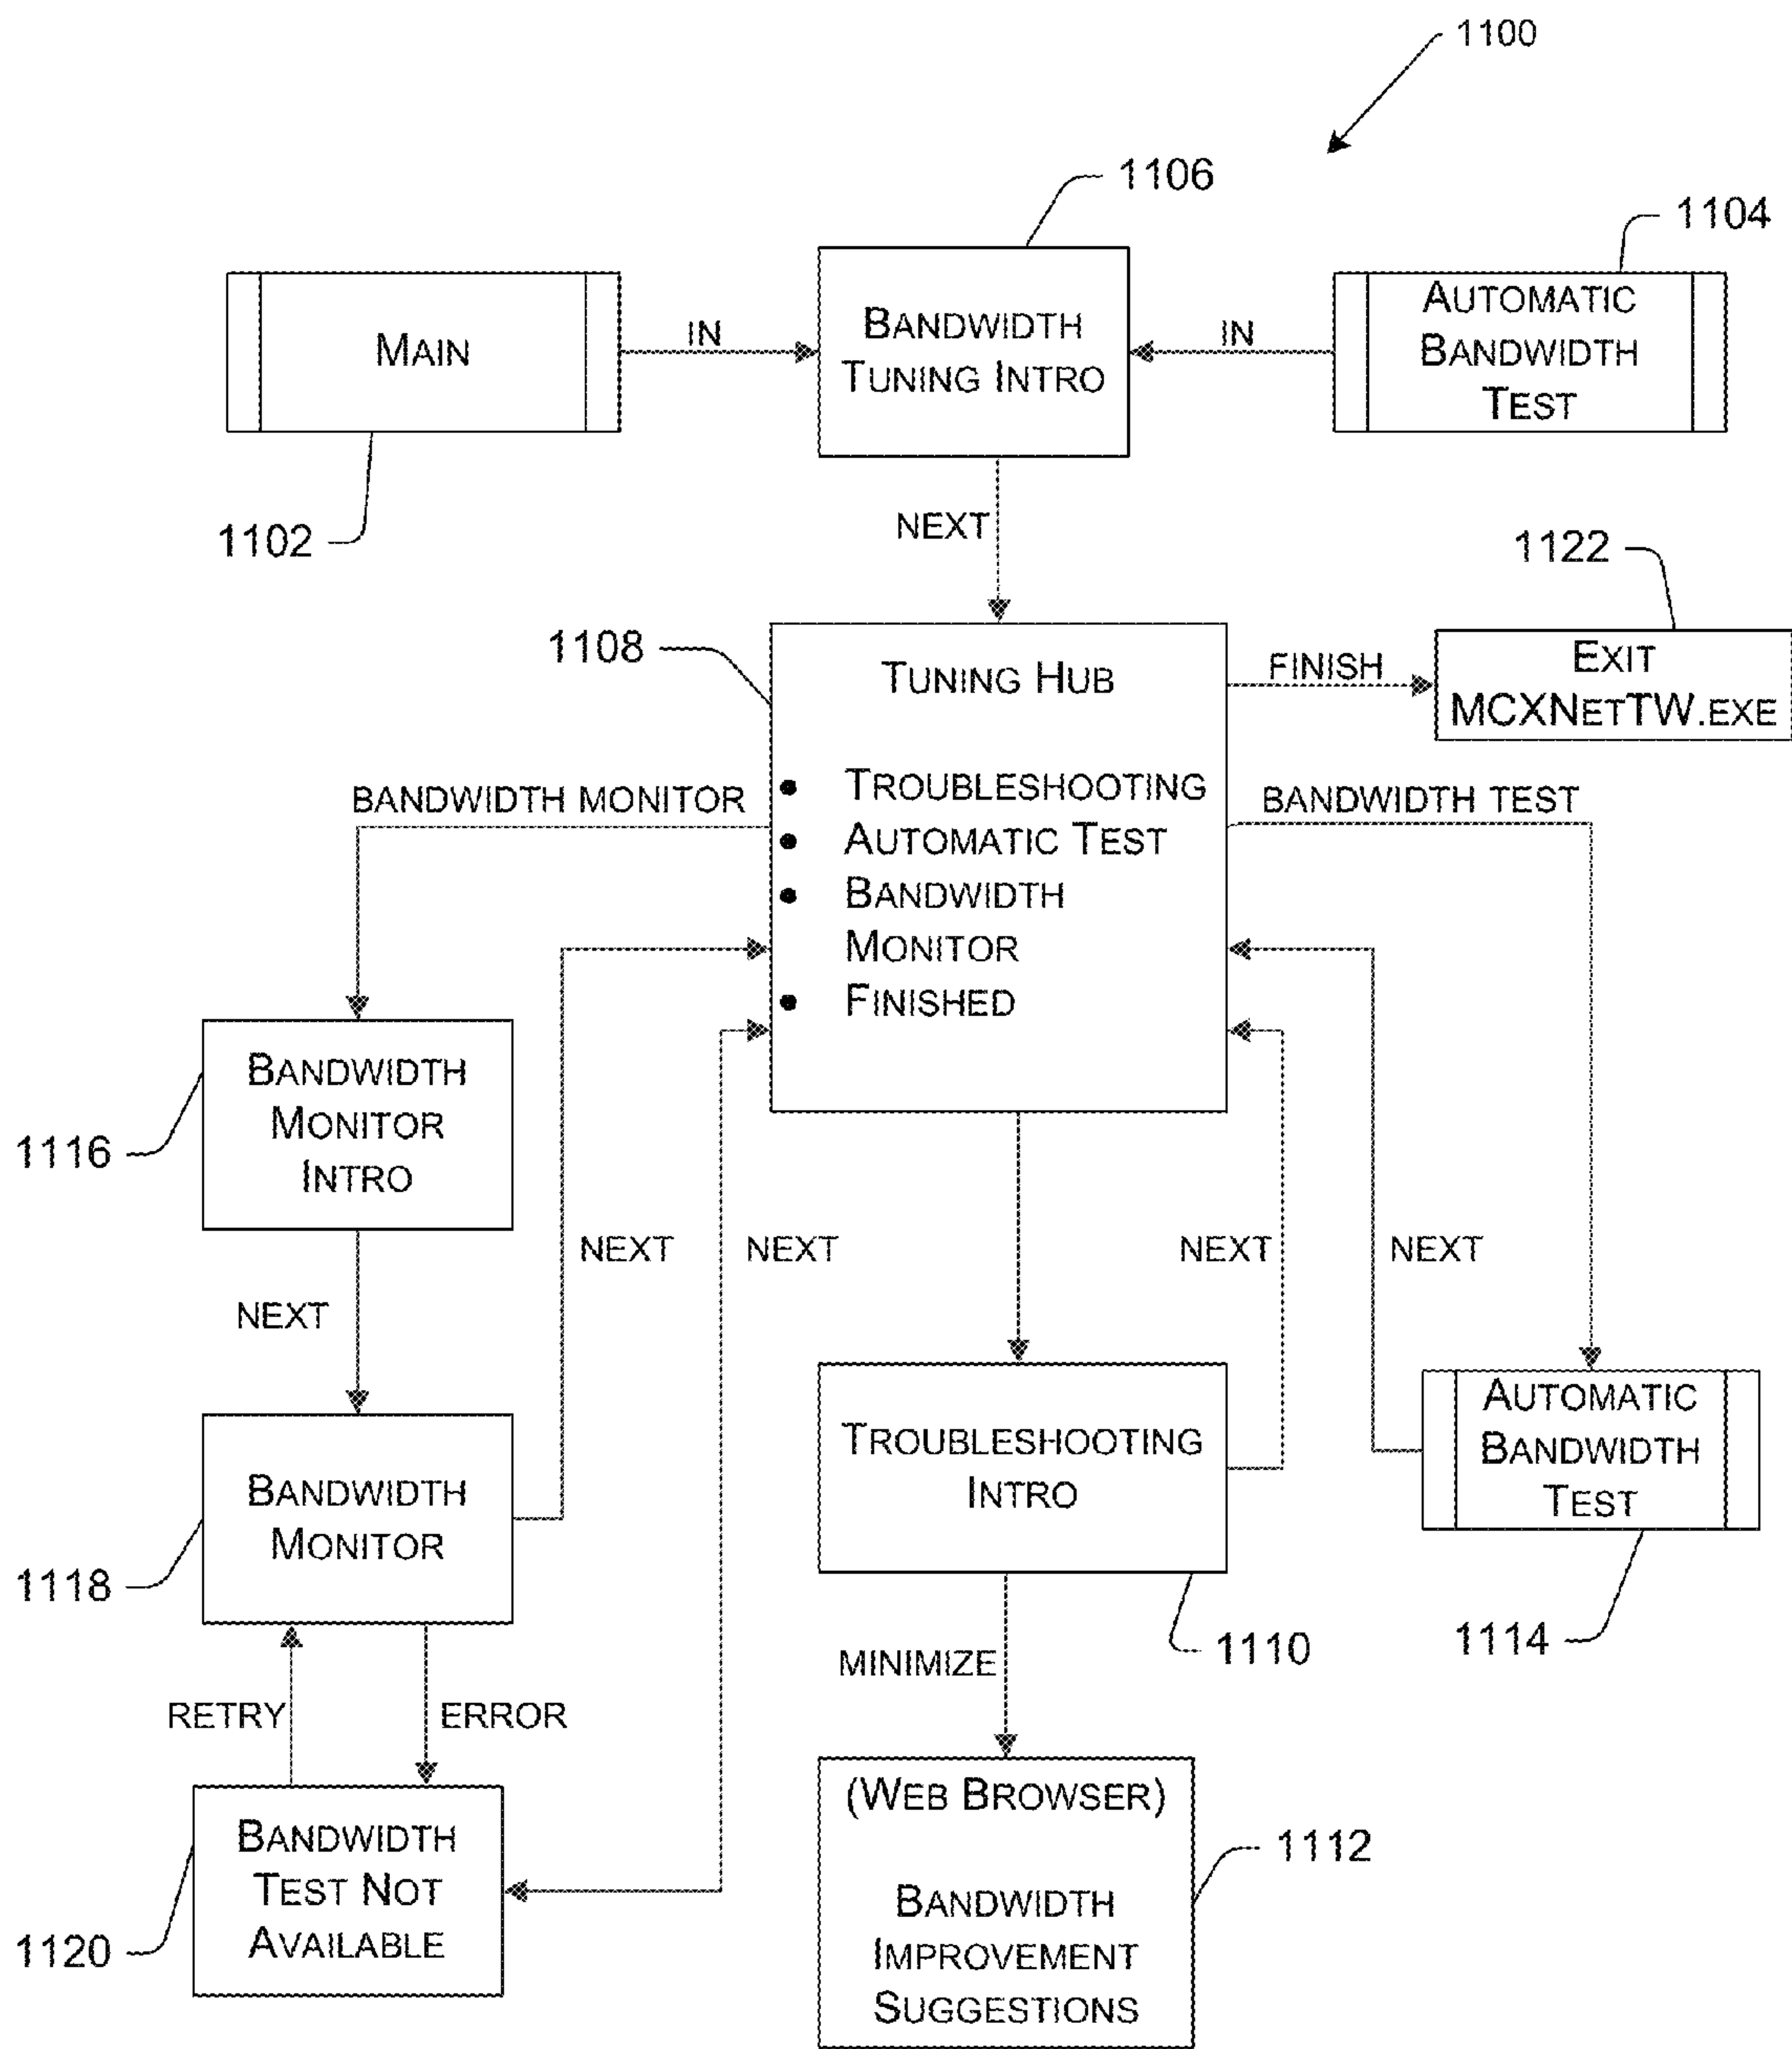 1100
1106
1104
MAIN
IN
BANDWIDTH
TUNING INTRO
IN
AUTOMATIC
BANDWIDTH
TEST
1102
NEXT
1122
1108
TUNING HUB
FINISH
EXIT
MCXNETTW.EXE
BANDWIDTH MONITOR
• TROUBLESHOOTING
• AUTOMATIC TEST
• BANDWIDTH
MONITOR
• FINISHED
BANDWIDTH TEST
BANDWIDTH
MONITOR
INTRO
1116
NEXT
NEXT
NEXT
NEXT
NEXT
BANDWIDTH
MONITOR
1118
TROUBLESHOOTING
INTRO
AUTOMATIC
BANDWIDTH
TEST
1110
1114
MINIMIZE
RETRY
ERROR
BANDWIDTH
TEST NOT
AVAILABLE
1120
(WEB BROWSER)
BANDWIDTH
IMPROVEMENT
SUGGESTIONS
1112